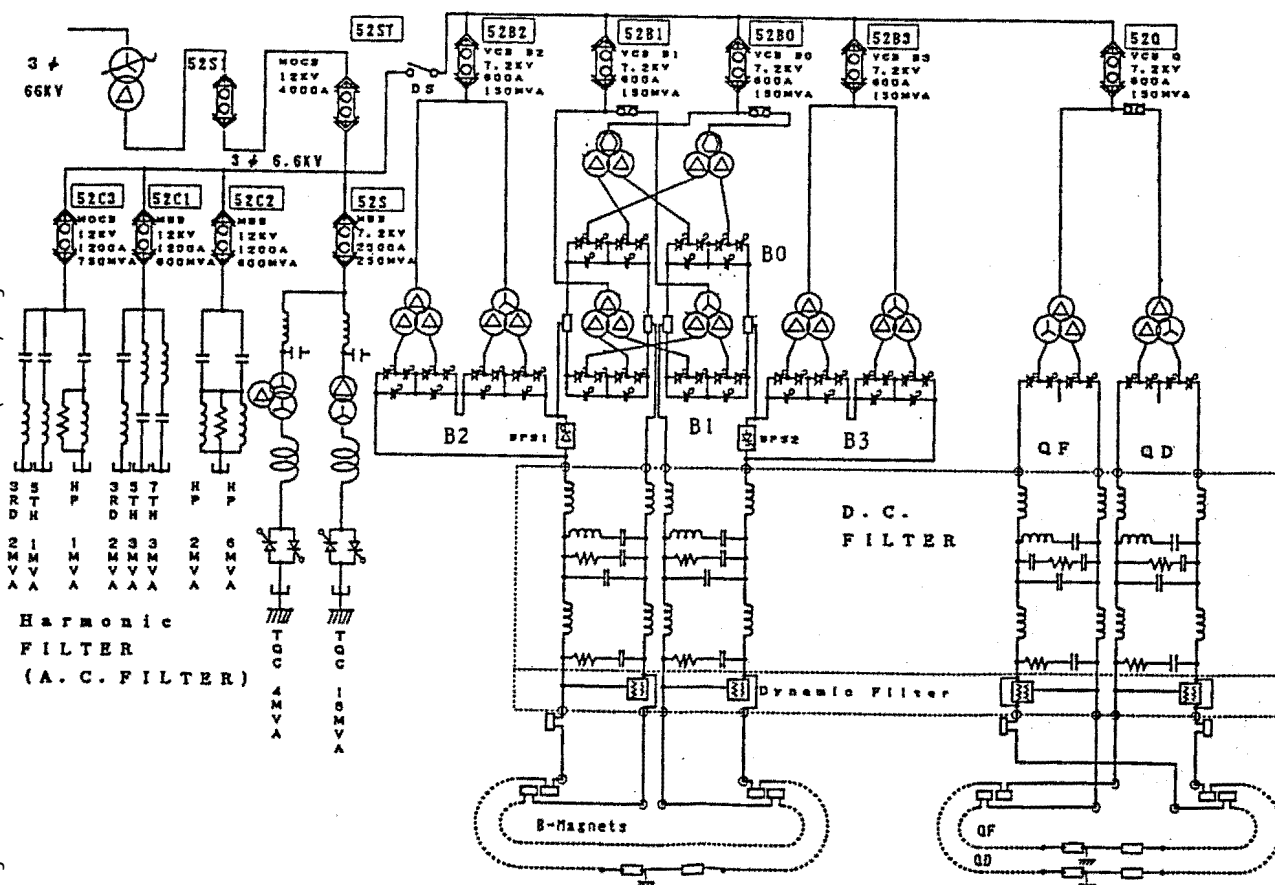 3 φ
66KV
52S1
52ST
MOCB
12KV
4000A
DS
3 φ 6.6KV
52B2
VCB B2
7.2KV
600A
150MVA
52B1
VCB B1
7.2KV
600A
150MVA
52B0
VCB B0
7.2KV
600A
150MVA
52B3
VCB B3
7.2KV
600A
150MVA
52Q
VCB Q
7.2KV
600A
150MVA
52C3
MOCB
12KV
1200A
750MVA
52C1
MBB
12KV
1200A
600MVA
52C2
MBB
12KV
1200A
600MVA
52S
MBB
7.2KV
2500A
250MVA
B0
B2
BPS1
B1
BPS2
B3
QF
QD
3RD 2MVA
5TH 1MVA
HP 1MVA
3RD 2MVA
5TH 3MVA
7TH 3MVA
HP 2MVA
HP 6MVA
TQC 4MVA
TQC 16MVA
Harmonic
FILTER
(A.C.FILTER)
D.C.
FILTER
Dynamic Filter
B-Magnets
QF
QD